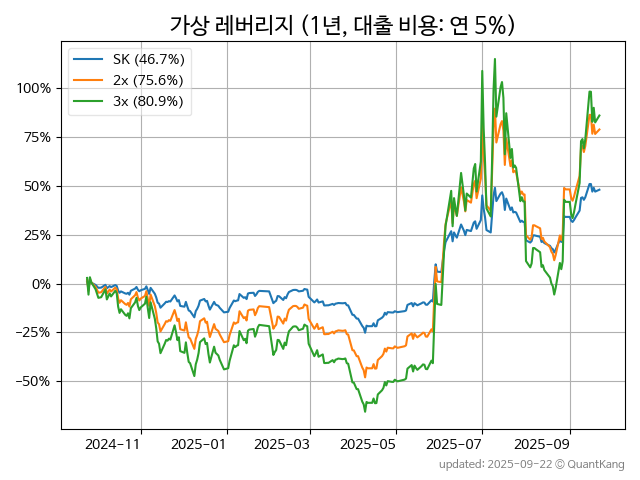 가상 레버리지 (1년, 대출 비용: 연 5%)
SK (46.7%)
2x (75.6%)
3x (80.9%)
100%
75%
50%
25%
0%
−25%
−50%
2024-11
2025-01
2025-03
2025-05
2025-07
2025-09
updated: 2025-09-22 © QuantKang